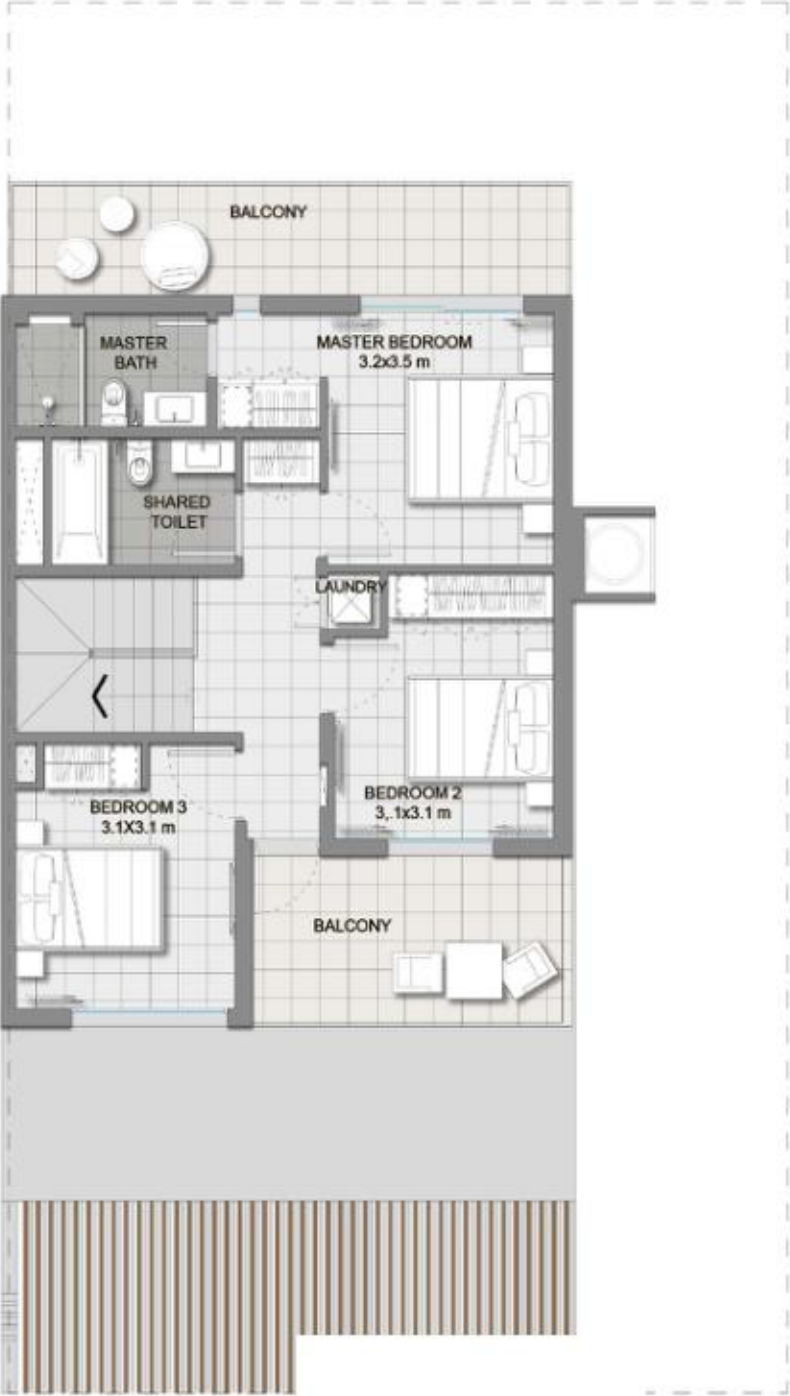 BALCONY
MASTER
BATH
MASTER BEDROOM
3.2x3.5 m
SHARED
TOILET
LAUNDRY
BEDROOM 2
3,.1x3.1 m
BEDROOM 3
3.1X3.1 m
BALCONY